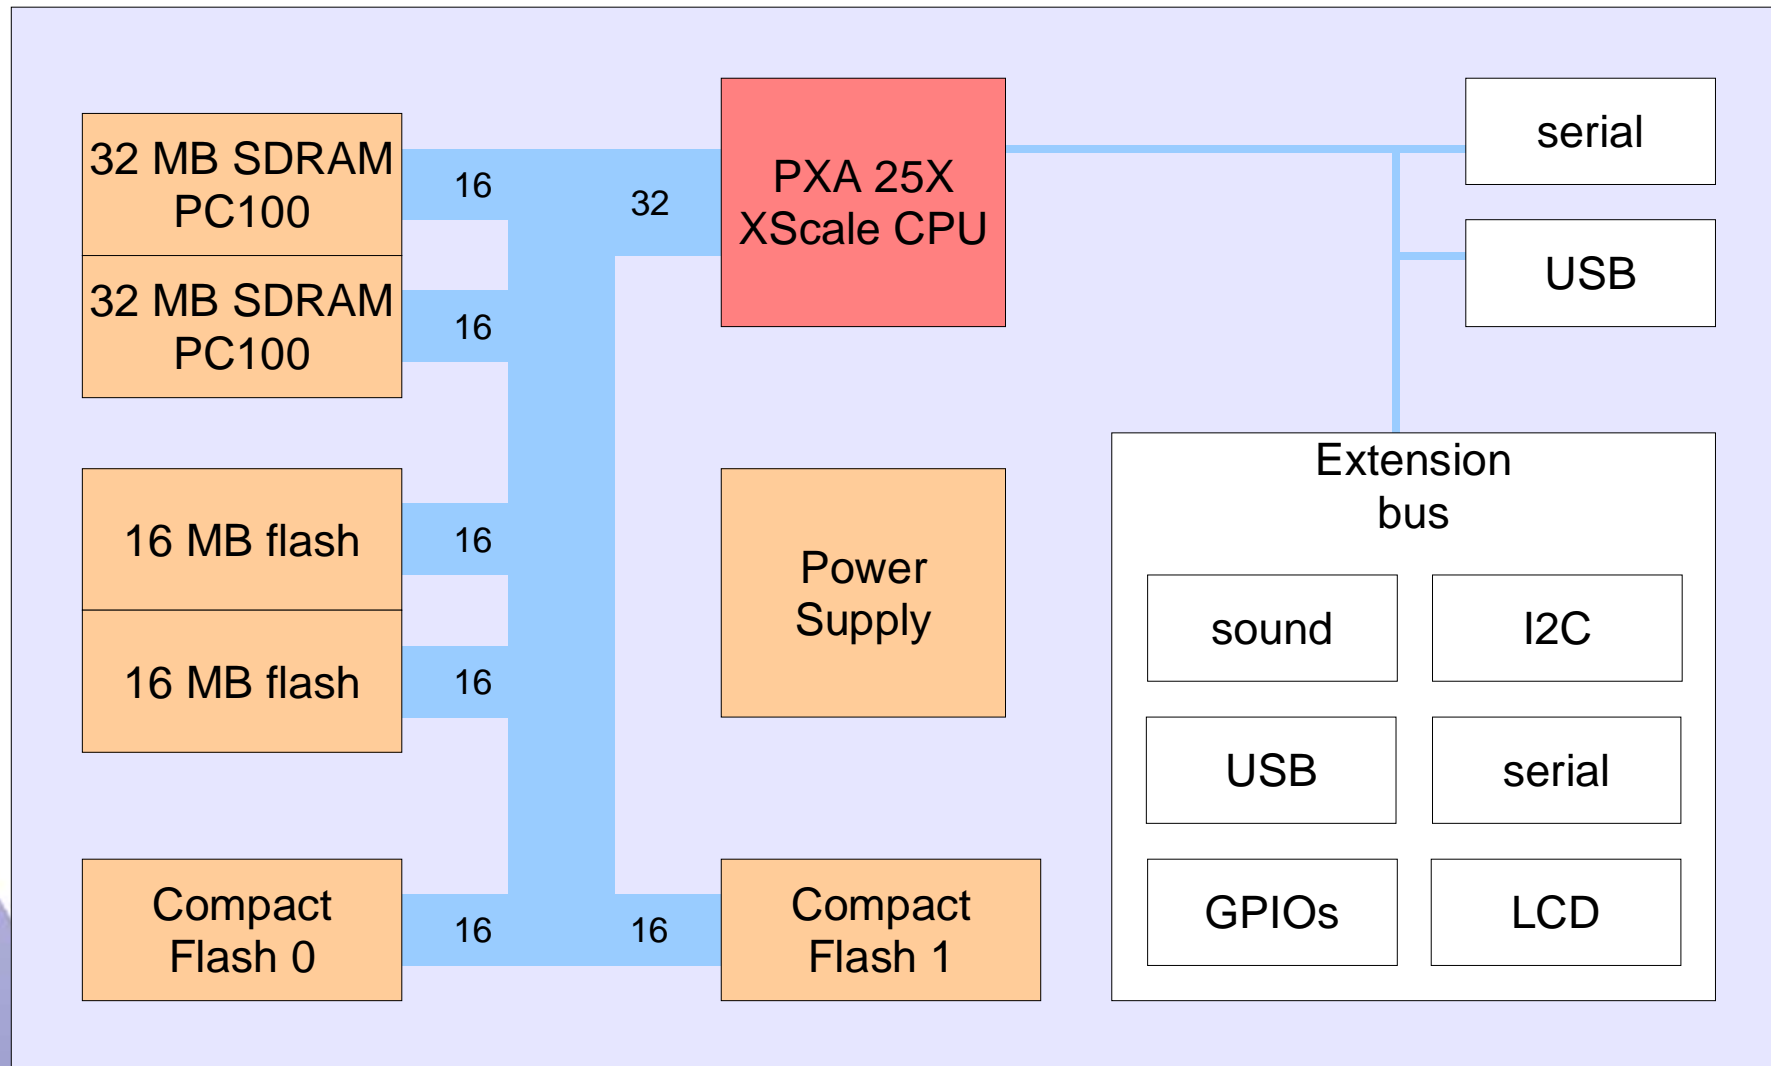 32 MB SDRAM
PC100
16
32 MB SDRAM
PC100
16
32
PXA 25X
XScale CPU
serial
USB
16 MB flash
16
16 MB flash
16
Power
Supply
Compact
Flash 0
16
16
Compact
Flash 1
Extension
bus
sound
I2C
USB
serial
GPIOs
LCD